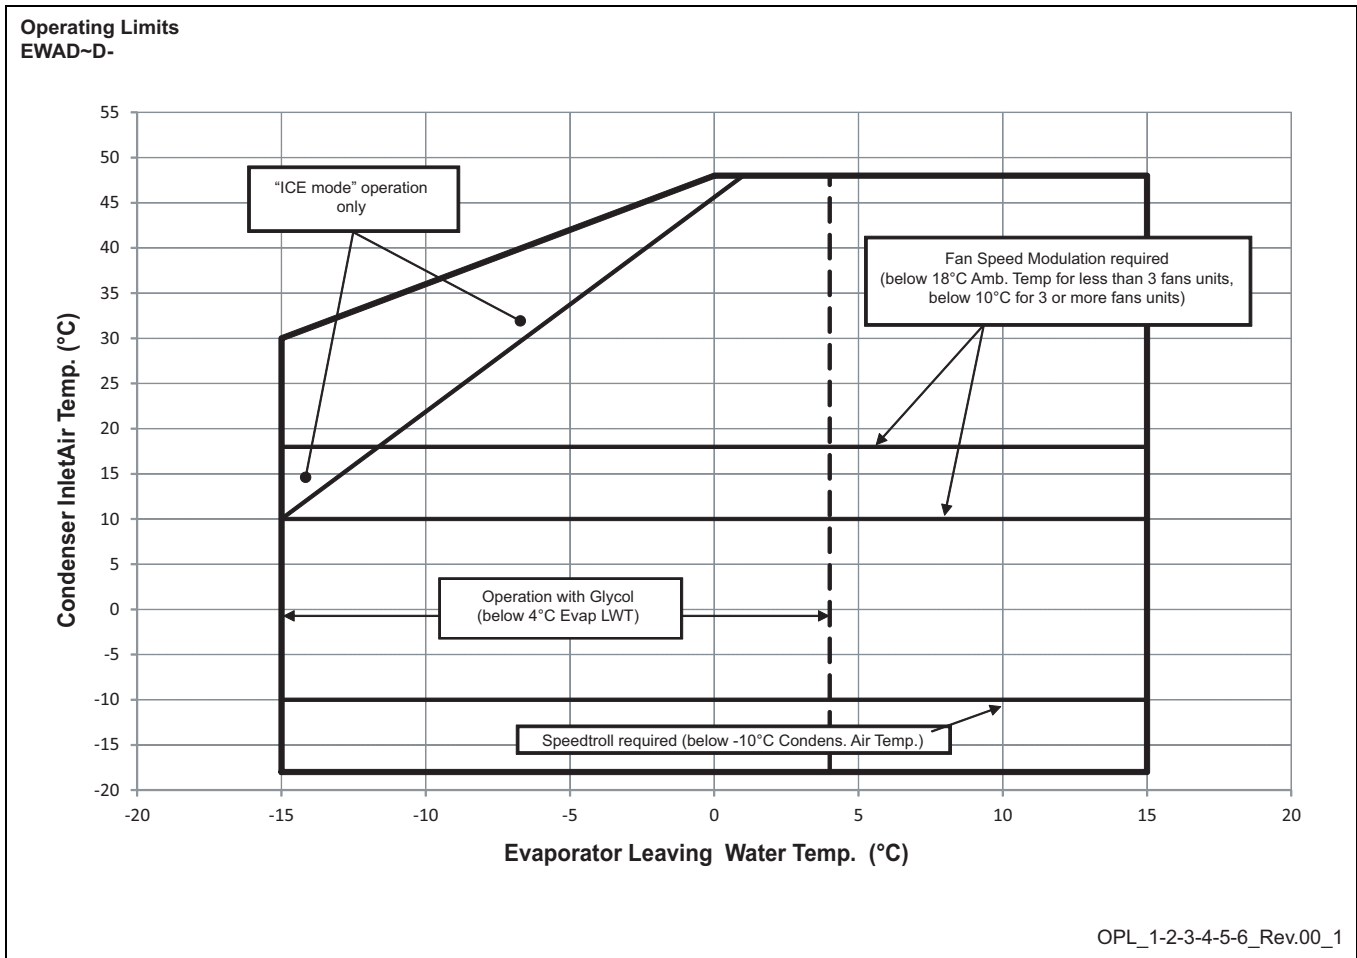 Operating Limits
EWAD~D-
55
50
45
40
35
30
25
20
15
10
5
0
-5
-10
-15
-20
Condenser InletAir Temp. (°C)
“ICE mode” operation
only
Fan Speed Modulation required
(below 18°C Amb. Temp for less than 3 fans units,
below 10°C for 3 or more fans units)
Operation with Glycol
(below 4°C Evap LWT)
Speedtroll required (below -10°C Condens. Air Temp.)
-20 -15 -10 -5 0 5 10 15 20
Evaporator Leaving Water Temp. (°C)
OPL_1-2-3-4-5-6_Rev.00_1